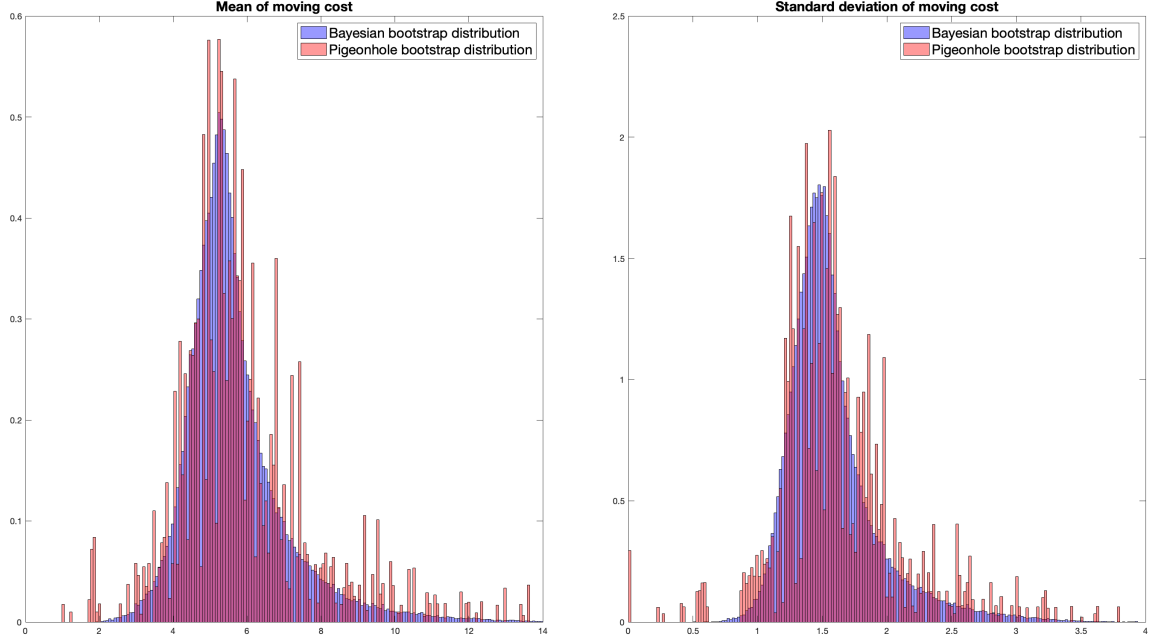 Mean of moving cost
0.6
0.5
0.4
0.3
0.2
0.1
0
0 2 4 6 8 10 12 14
Bayesian bootstrap distribution
Pigeonhole bootstrap distribution
Standard deviation of moving cost
2.5
2
1.5
1
0.5
0
0 0.5 1 1.5 2 2.5 3 3.5 4
Bayesian bootstrap distribution
Pigeonhole bootstrap distribution